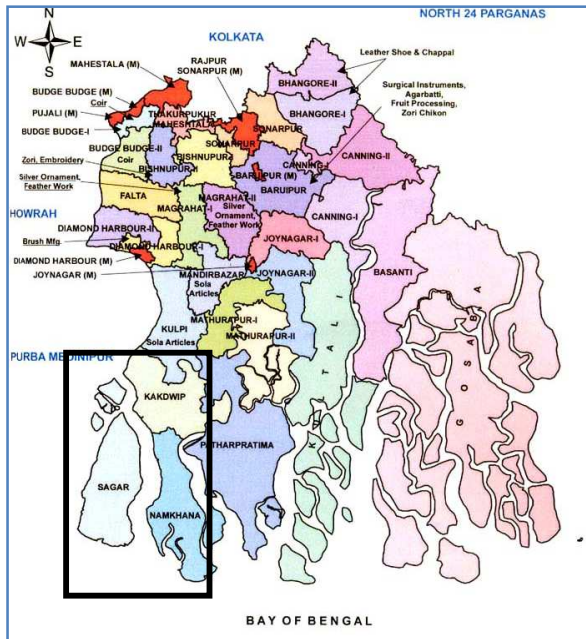 NORTH 24 PARGANAS
N
W
E
S
KOLKATA
MAHESTALA (M)
RAJPUR
SONARPUR (M)
Leather Shoe & Chappal
BUDGE BUDGE (M)
Coir
BHANGORE-II
Surgical Instruments,
Agarbatti,
Fruit Processing,
Zori Chikon
PUJALI (M)
THAKURPUKUR
MAHESTALA
BHANGORE-I
BUDGE BUDGE-I
SONARPUR
SONARPUR
BUDGE BUDGE-II
Coir
BISHNUPUR-I
CANNING-I
CANNING-II
Zori, Embroidery
BISHNUPUR-II
BARUIPUR (M)
BARUIPUR
Silver Ornament,
Feather Work
FALTA
MAGRAHAT-I
MAGRAHAT-II
Silver
Ornament,
Feather Work
CANNING-I
HOWRAH
DIAMOND HARBOUR-II
Brush Mfg.
DIAMOND HARBOUR-I
JOYNAGAR-I
BASANTI
DIAMOND HARBOUR (M)
JOYNAGAR (M)
MANDIRBAZAR
Sola
Articles
JOYNAGAR-II
KULPI
Sola Articles
MATHURAPUR-I
MATHURAPUR-II
KULTALI
GOSABA
PURBA MEDINIPUR
KAKDWIP
PATHARPRATIMA
SAGAR
NAMKHANA
BAY OF BENGAL